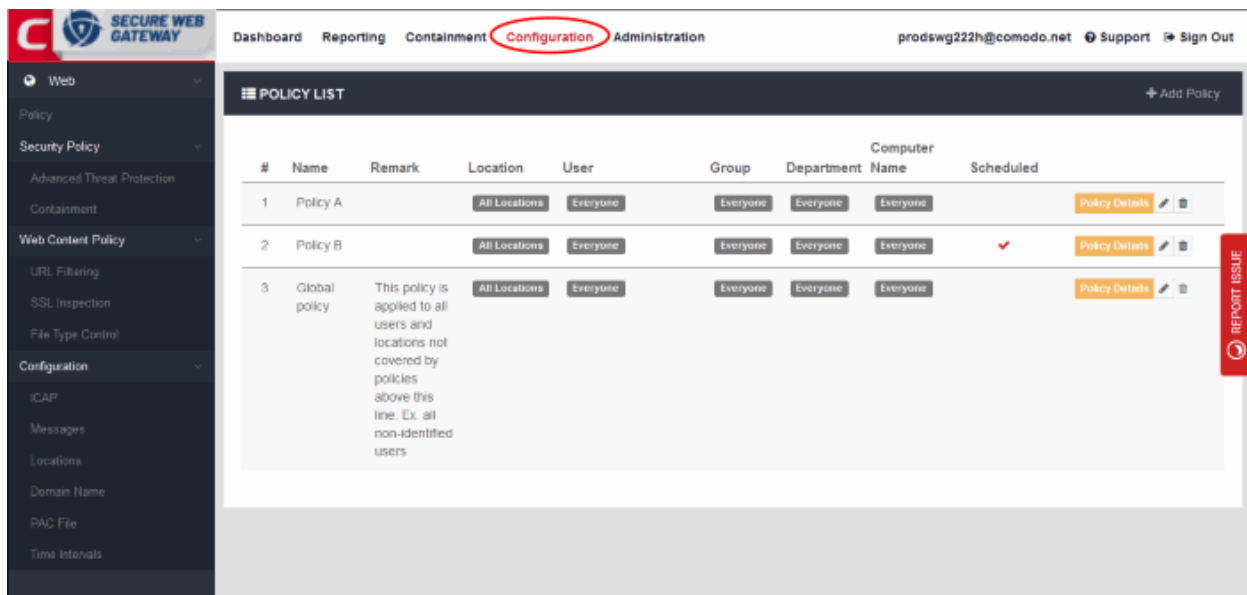 C
SECURE WEB
GATEWAY
Dashboard Reporting Containment Configuration Administration prodswg222h@comodo.net Support Sign Out
Web
Policy
Security Policy
Advanced Threat Protection
Containment
Web Content Policy
URL Filtering
SSL Inspection
File Type Control
Configuration
ICAP
Messages
Locations
Domain Name
PAC File
Time Intervals
POLICY LIST + Add Policy
# Name Remark Location User Group Department Computer Name Scheduled
1 Policy A All Locations Everyone Everyone Everyone Everyone Policy Details
2 Policy B All Locations Everyone Everyone Everyone Everyone Policy Details
3 Global policy All Locations Everyone Everyone Everyone Everyone Policy Details
This policy is
applied to all
users and
locations not
covered by
policies
above this
line. Ex. all
non-identified
users
REPORT ISSUE